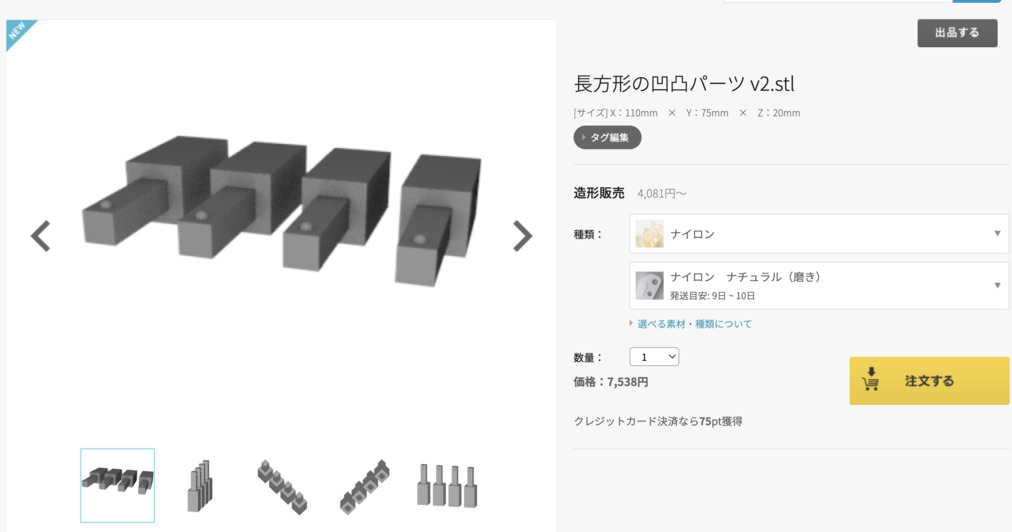 NEW
出品する
長方形の凹凸パーツ v2.stl
[サイズ] X：110mm　×　Y：75mm　×　Z：20mm
タグ編集
造形販売　4,081円～
種類：　ナイロン
ナイロン　ナチュラル（磨き）
発送目安: 9日 ~ 10日
選べる素材・種類について
数量：　1
価格：7,538円
注文する
クレジットカード決済なら75pt獲得